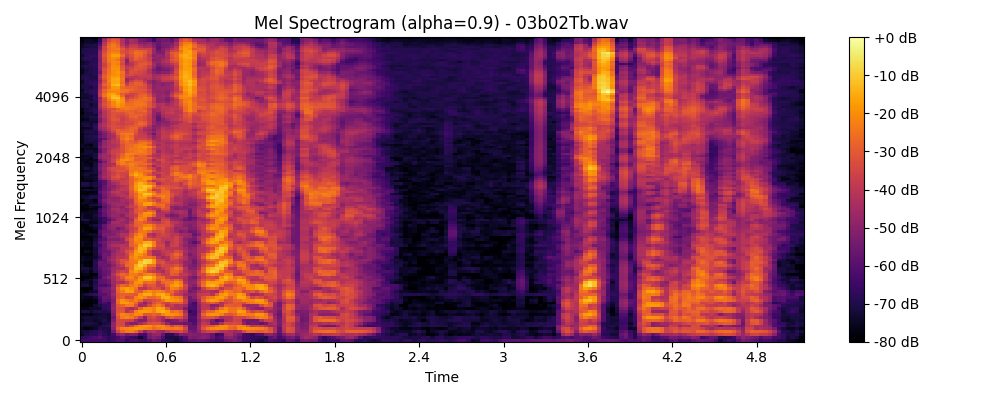 Mel Spectrogram (alpha=0.9) - 03b02Tb.wav
Mel Frequency
4096
2048
1024
512
0
0 0.6 1.2 1.8 2.4 3 3.6 4.2 4.8
Time
+0 dB
-10 dB
-20 dB
-30 dB
-40 dB
-50 dB
-60 dB
-70 dB
-80 dB